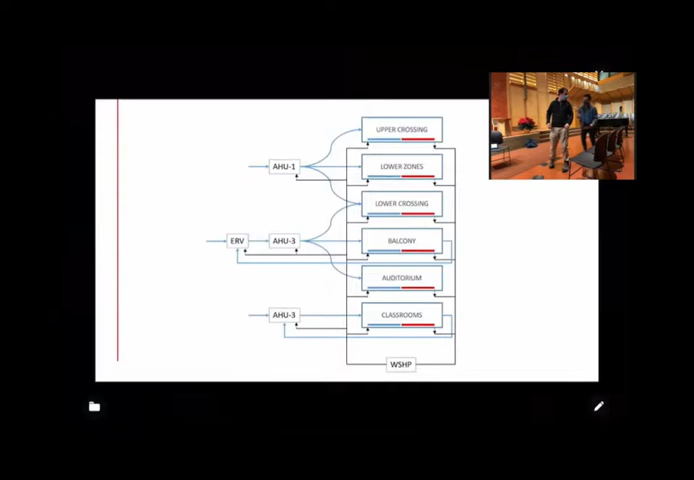 UPPER CROSSING
AHU-1
LOWER ZONES
LOWER CROSSING
ERV
AHU-3
BALCONY
AUDITORIUM
AHU-3
CLASSROOMS
WSHP